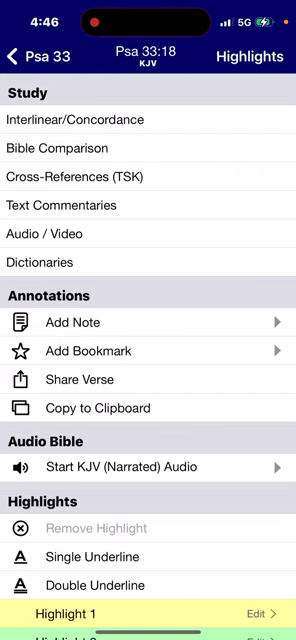 4:46
5G
Psa 33
Psa 33:18
KJV
Highlights
Study
Interlinear/Concordance
Bible Comparison
Cross-References (TSK)
Text Commentaries
Audio / Video
Dictionaries
Annotations
Add Note
Add Bookmark
Share Verse
Copy to Clipboard
Audio Bible
Start KJV (Narrated) Audio
Highlights
Remove Highlight
Single Underline
Double Underline
Highlight 1 Edit